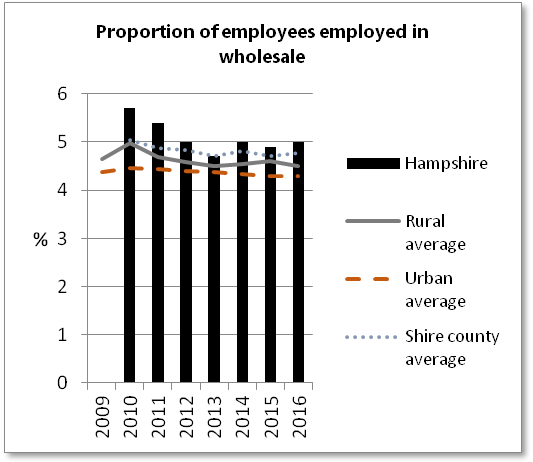 Proportion of employees employed in
wholesale
6
5
4
3
2
1
0
%
2009
2010
2011
2012
2013
2014
2015
2016
Hampshire
Rural
average
Urban
average
Shire county
average